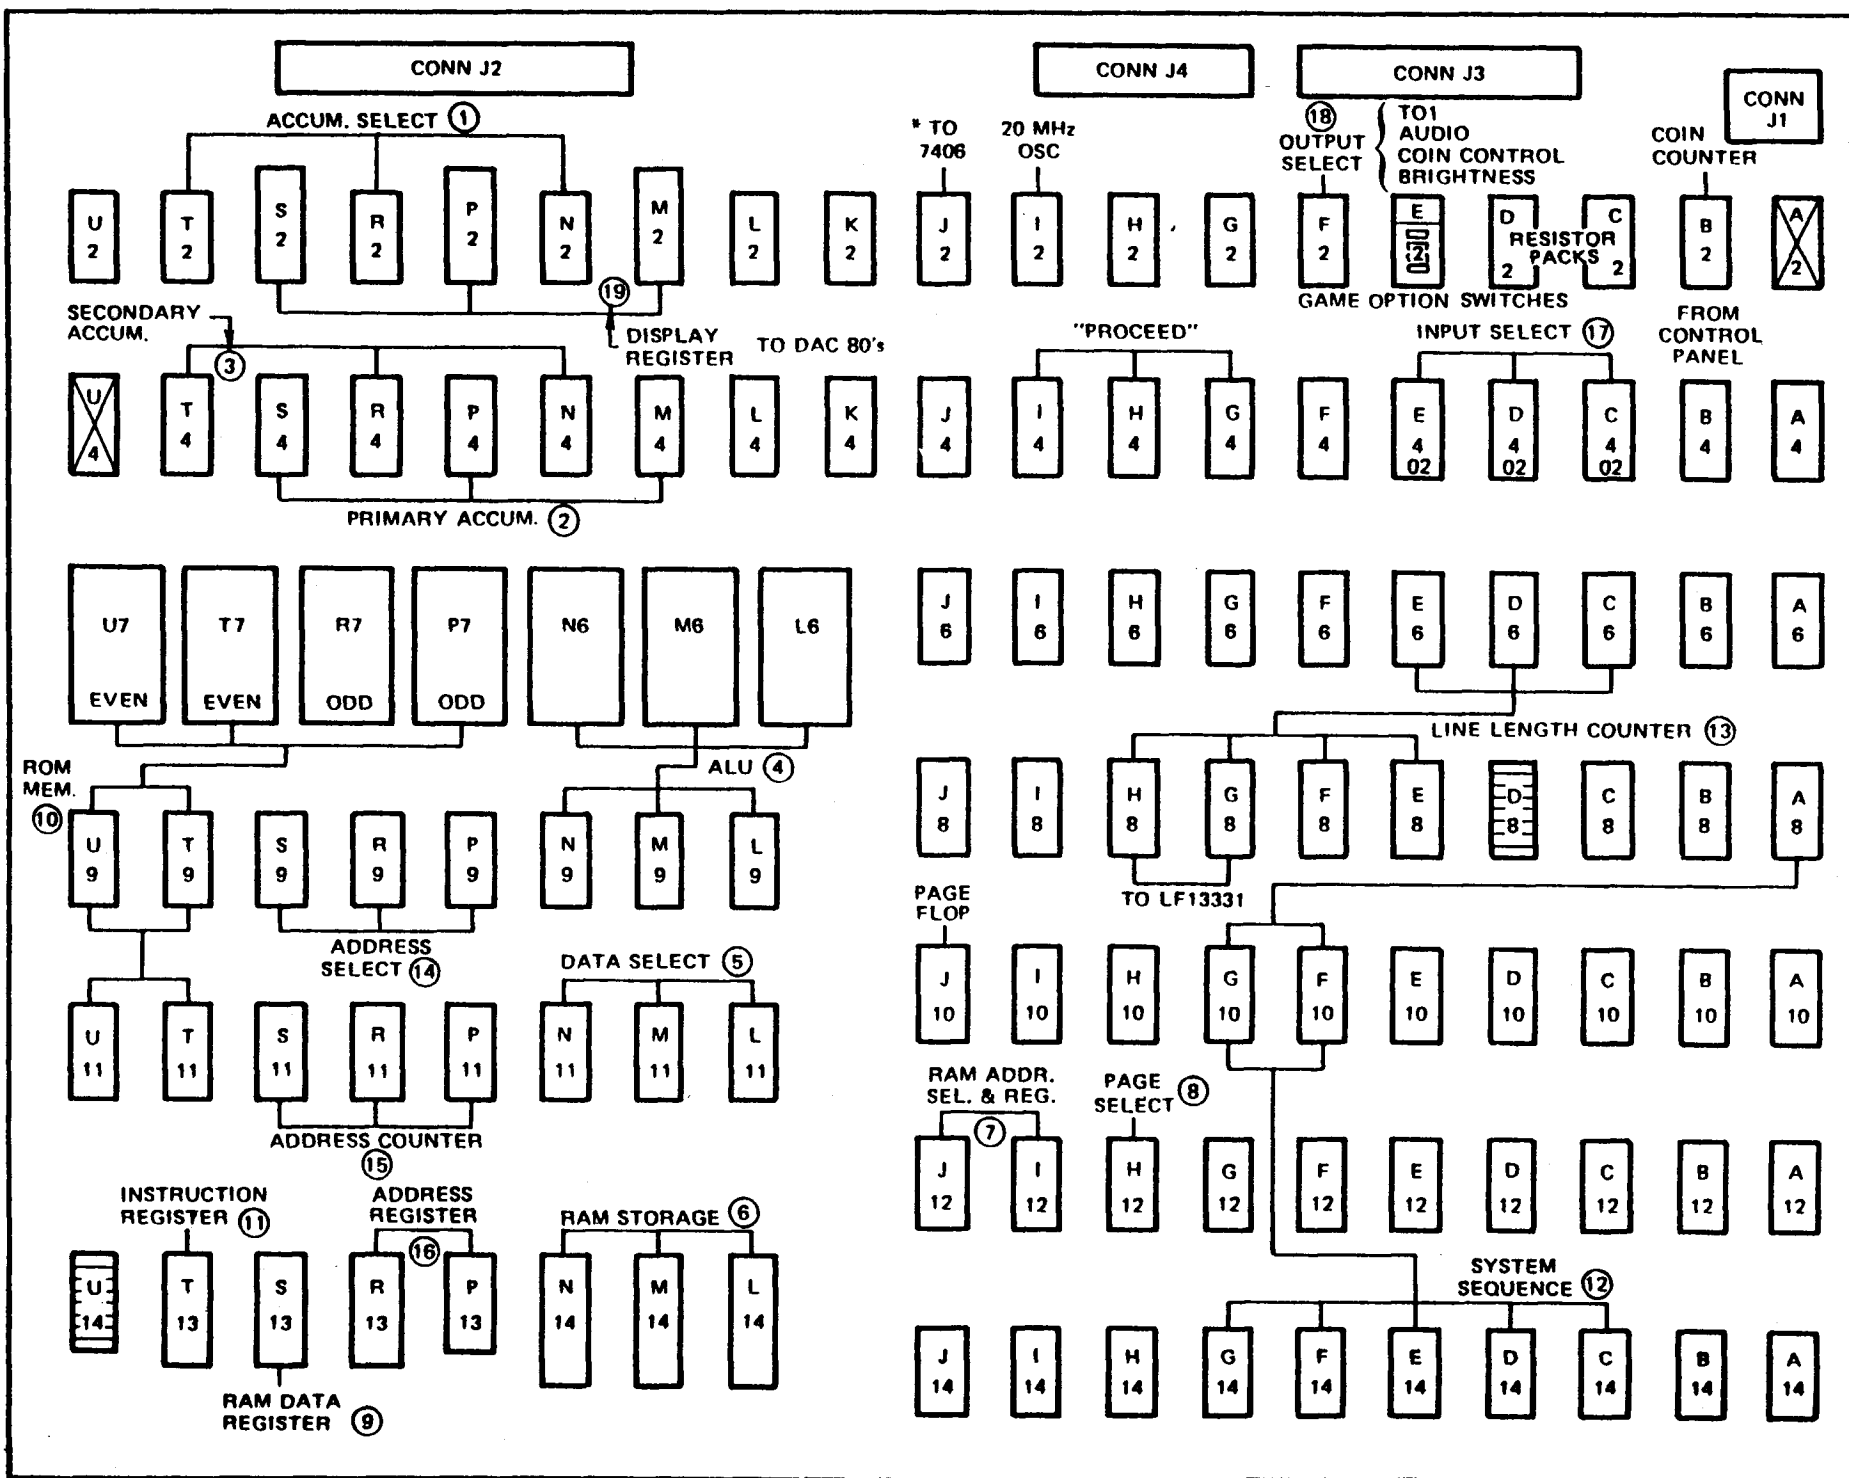 CONN J2
CONN J4
CONN J3
CONN
J1
ACCUM. SELECT 1
* TO
7406
20 MHz
OSC
18
OUTPUT
SELECT
TO1
AUDIO
COIN CONTROL
BRIGHTNESS
COIN
COUNTER
U 2
T 2
S 2
R 2
P 2
N 2
M 2
L 2
K 2
J 2
I 2
H 2
G 2
F 2
E 2
D 2
C 2
RESISTOR
PACKS
B 2
A 2
19
GAME OPTION SWITCHES
SECONDARY
ACCUM.
3
DISPLAY
REGISTER
TO DAC 80's
"PROCEED"
INPUT SELECT 17
FROM
CONTROL
PANEL
U 4
T 4
S 4
R 4
P 4
N 4
M 4
L 4
K 4
J 4
I 4
H 4
G 4
F 4
E 4 02
D 4 02
C 4 02
B 4
A 4
PRIMARY ACCUM. 2
U7 EVEN
T7 EVEN
R7 ODD
P7 ODD
N6
M6
L6
J 6
I 6
H 6
G 6
F 6
E 6
D 6
C 6
B 6
A 6
LINE LENGTH COUNTER 13
ROM
MEM.
10
ALU 4
U 9
T 9
S 9
R 9
P 9
N 9
M 9
L 9
J 8
I 8
H 8
G 8
F 8
E 8
D 8
C 8
B 8
A 8
TO LF13331
PAGE
FLOP
ADDRESS
SELECT 14
DATA SELECT 5
U 11
T 11
S 11
R 11
P 11
N 11
M 11
L 11
J 10
I 10
H 10
G 10
F 10
E 10
D 10
C 10
B 10
A 10
ADDRESS COUNTER
15
RAM ADDR.
SEL. & REG.
7
PAGE
SELECT 8
J 12
I 12
H 12
G 12
F 12
E 12
D 12
C 12
B 12
A 12
INSTRUCTION
REGISTER 11
ADDRESS
REGISTER
16
RAM STORAGE 6
U 14
T 13
S 13
R 13
P 13
N 14
M 14
L 14
SYSTEM
SEQUENCE 12
J 14
I 14
H 14
G 14
F 14
E 14
D 14
C 14
B 14
A 14
RAM DATA
REGISTER 9